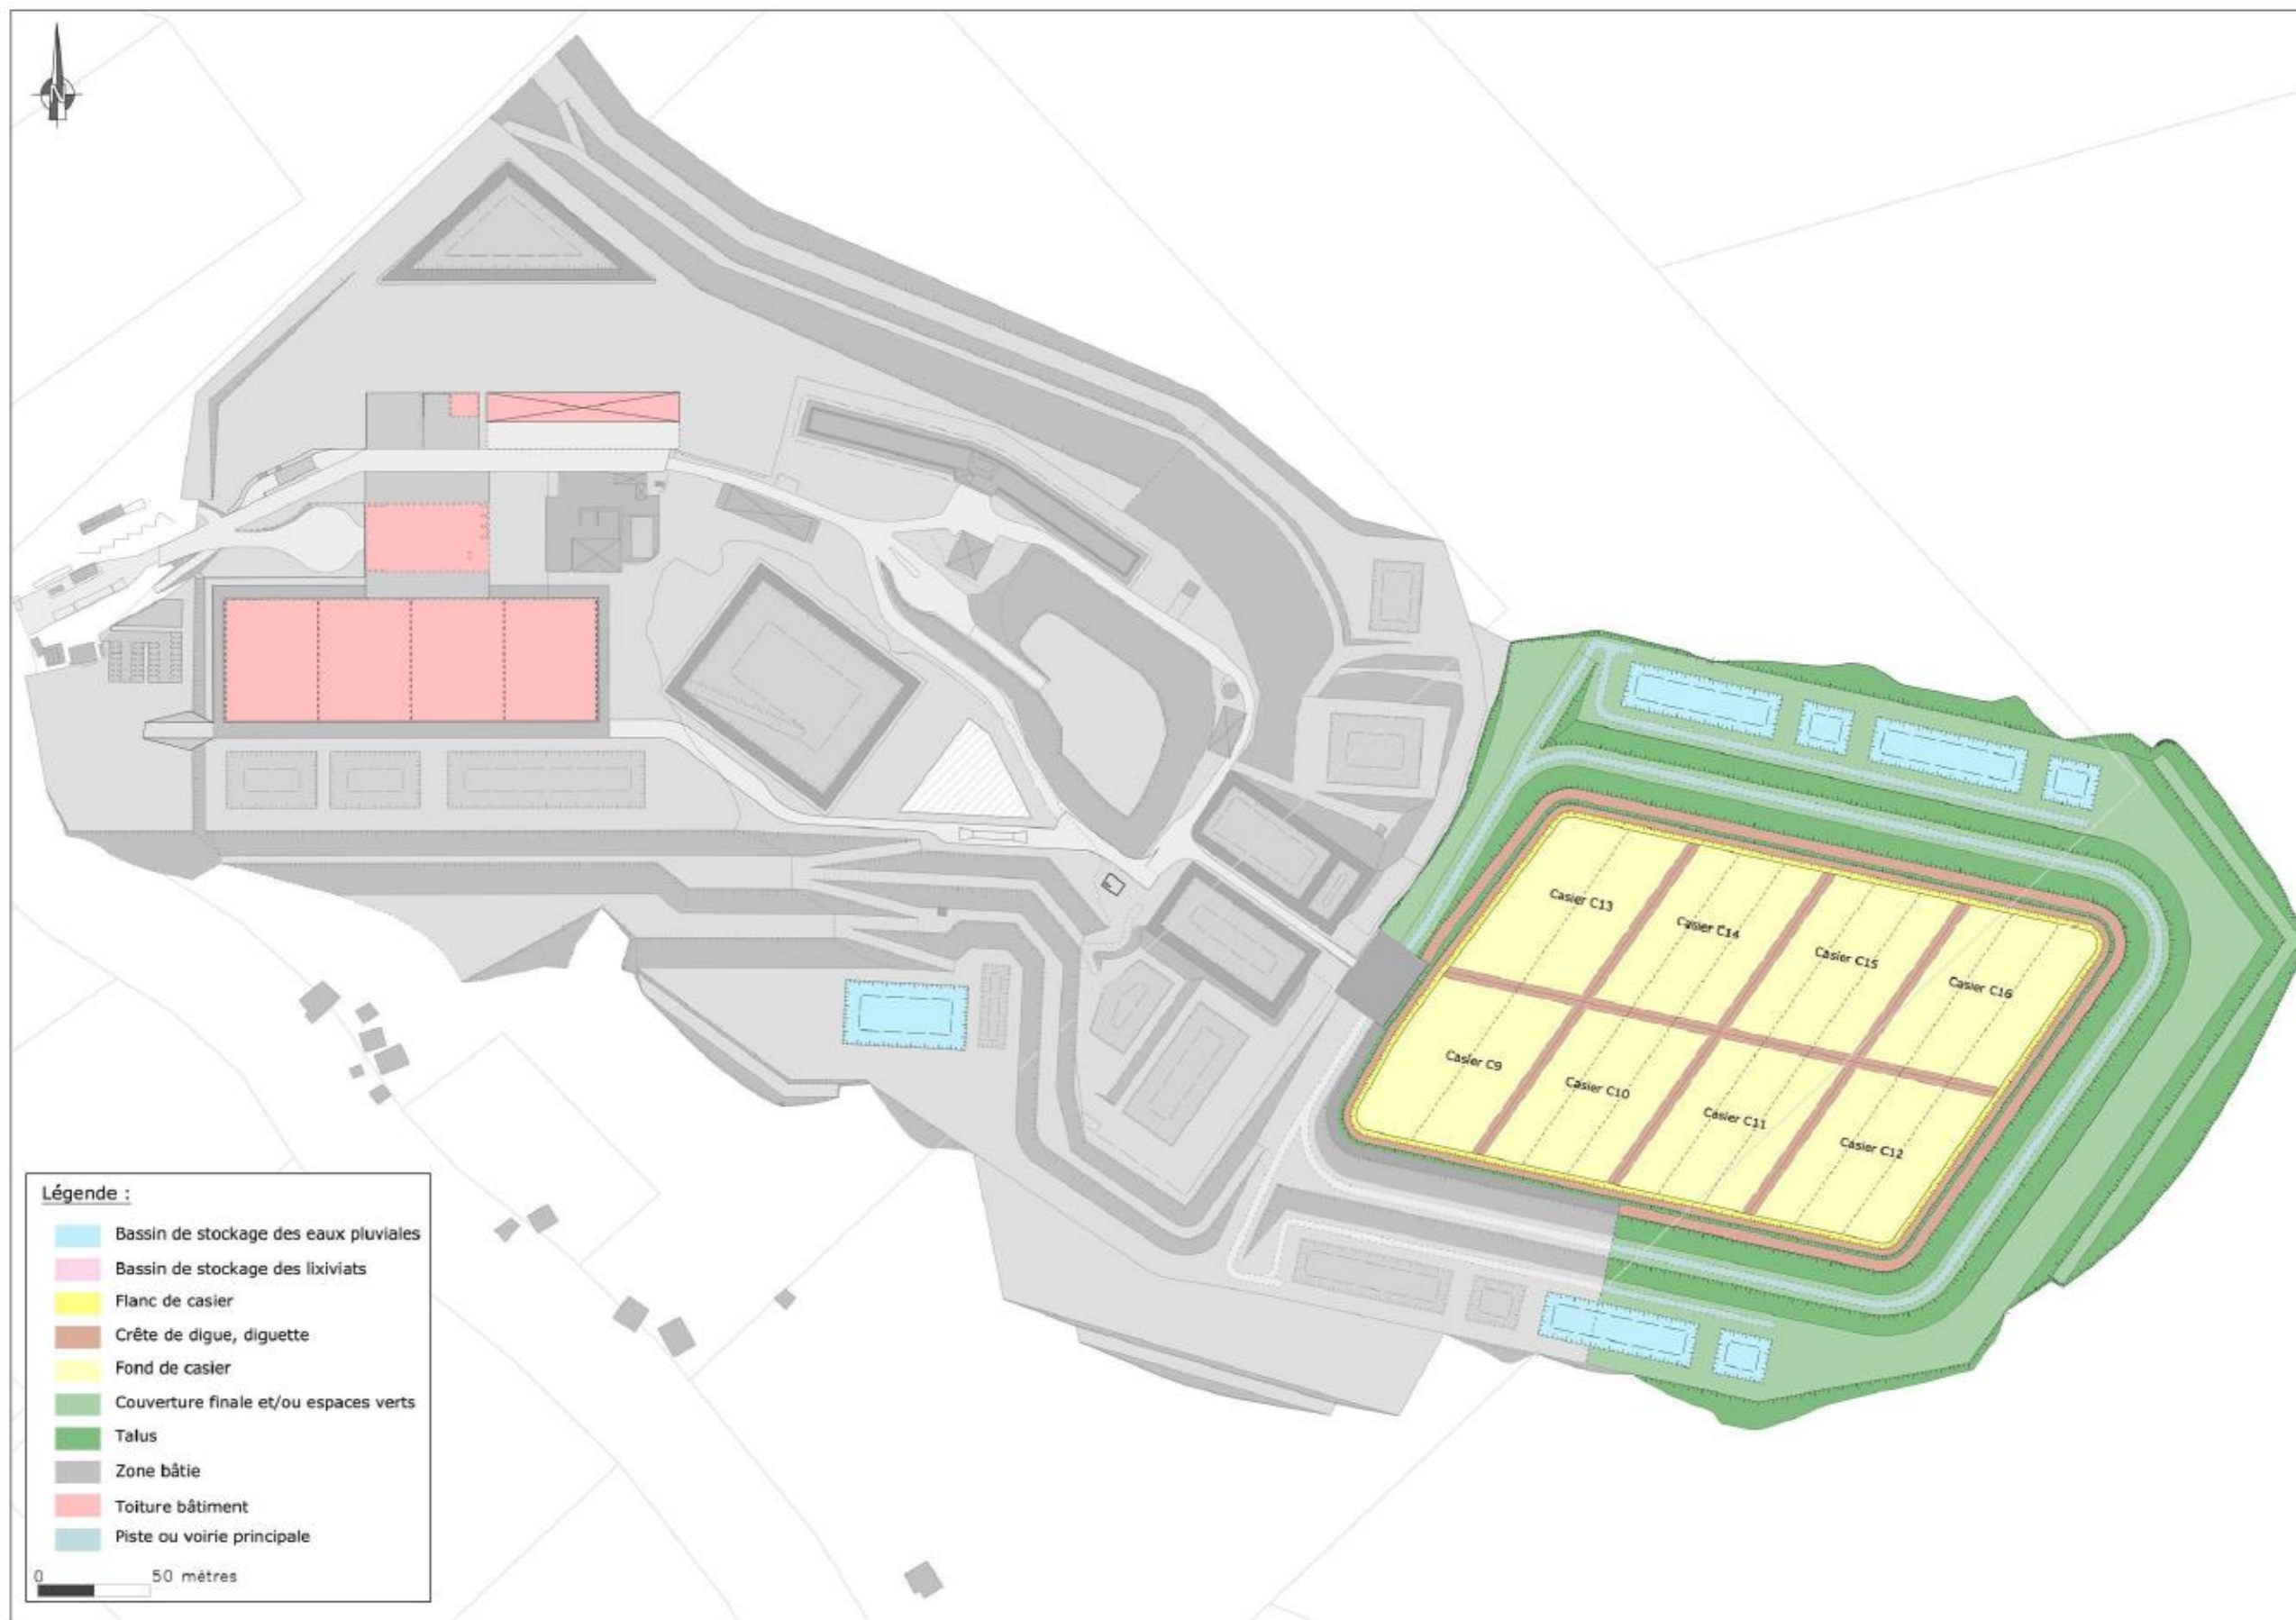 N
Casier C13
Casier C14
Casier C15
Casier C16
Casier C9
Casier C10
Casier C11
Casier C12
Légende :
Bassin de stockage des eaux pluviales
Bassin de stockage des lixiviats
Flanc de casier
Crête de digue, diguette
Fond de casier
Couverture finale et/ou espaces verts
Talus
Zone bâtie
Toiture bâtiment
Piste ou voirie principale
0 50 mètres